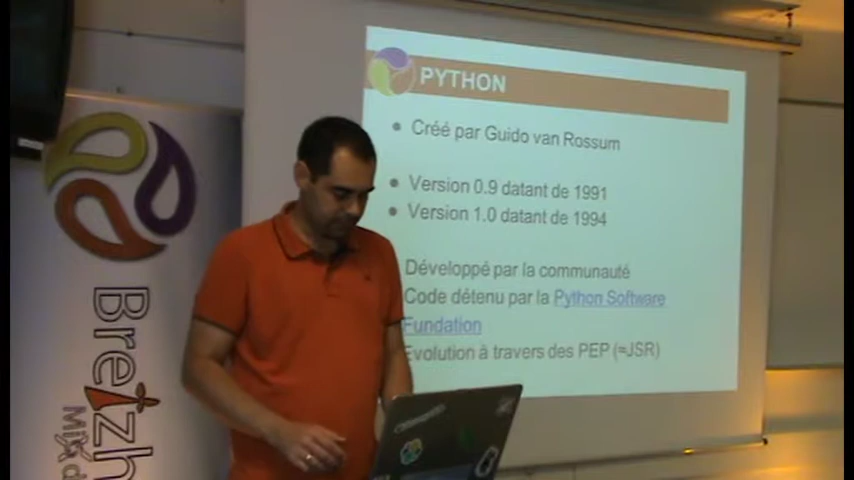 PYTHON
Créé par Guido van Rossum
Version 0.9 datant de 1991
Version 1.0 datant de 1994
Développé par la communauté
Code détenu par la Python Software
Fundation
Evolution à travers des PEP (≈JSR)
Breizh
Mix d